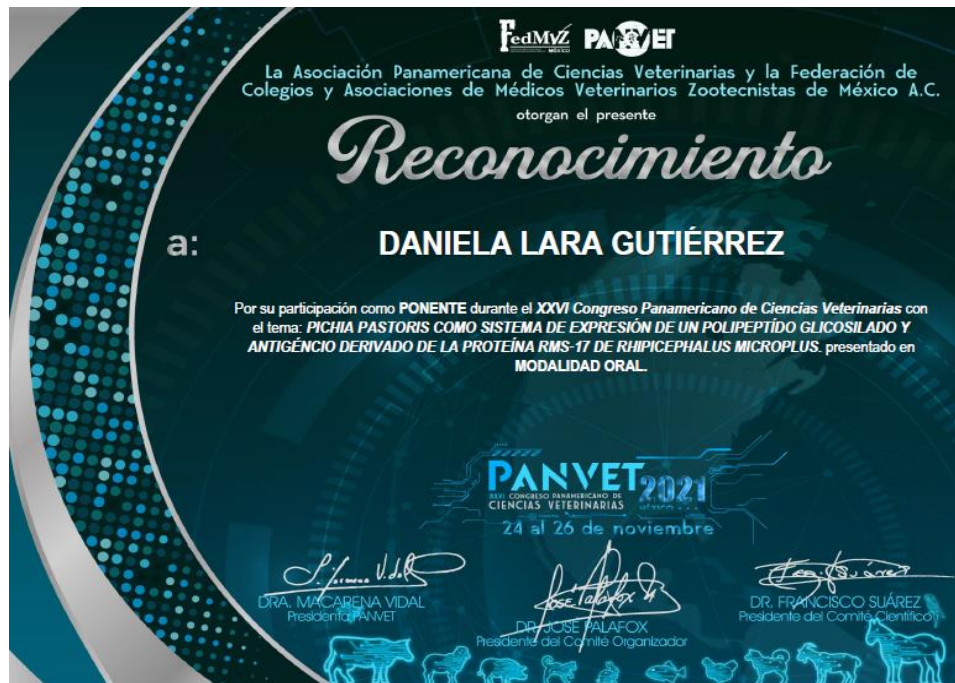 FedMVZ
MÉXICO
PANVET
La Asociación Panamericana de Ciencias Veterinarias y la Federación de
Colegios y Asociaciones de Médicos Veterinarios Zootecnistas de México A.C.
otorgan el presente
Reconocimiento
a: DANIELA LARA GUTIÉRREZ
Por su participación como PONENTE durante el XXVI Congreso Panamericano de Ciencias Veterinarias con
el tema: PICHIA PASTORIS COMO SISTEMA DE EXPRESIÓN DE UN POLIPEPTÍDO GLICOSILADO Y
ANTIGÉNCIO DERIVADO DE LA PROTEÍNA RMS-17 DE RHIPICEPHALUS MICROPLUS. presentado en
MODALIDAD ORAL.
PANVET 2021
XXVI CONGRESO PANAMERICANO DE
CIENCIAS VETERINARIAS MÉXICO
24 al 26 de noviembre
DRA. MACARENA VIDAL
Presidenta PANVET
DR. JOSÉ PALAFOX
Presidente del Comité Organizador
DR. FRANCISCO SUÁREZ
Presidente del Comité Científico